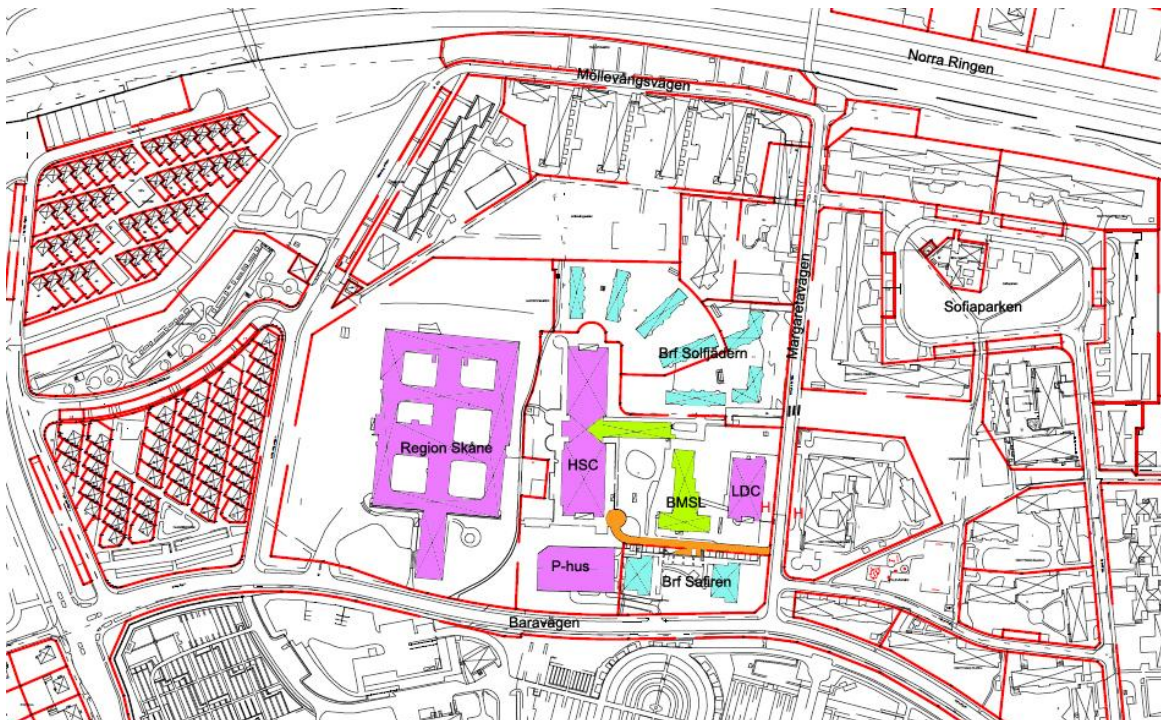 Norra Ringen
Möllevångsvägen
Margaretavägen
Sofiaparken
Brf Solfjädern
Region Skåne
HSC
BMSL
LDC
H
H
P-hus
Brf Safiren
Baravägen